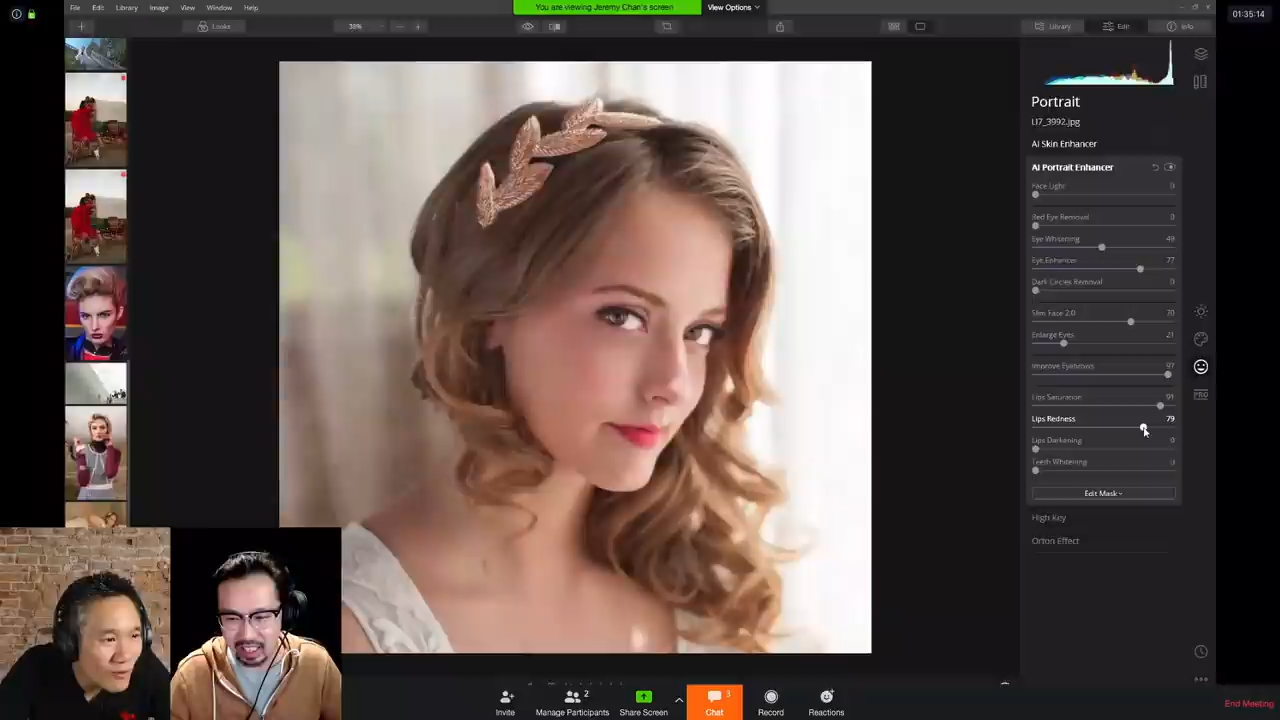 File Edit Library Image View Window Help
You are viewing Jeremy Chan's screen View Options
01:35:14
Looks
38%
Library Edit Info
Portrait
LI7_3992.jpg
AI Skin Enhancer
AI Portrait Enhancer
Face Light 0
Red Eye Removal 0
Eye Whitening 49
Eye Enhancer 77
Dark Circles Removal 0
Slim Face 2.0 70
Enlarge Eyes 21
Improve Eyebrows 97
Lips Saturation 91
Lips Redness 79
Lips Darkening 0
Teeth Whitening 0
Edit Mask
High Key
Orton Effect
PRO
2
3
Invite Manage Participants Share Screen Chat Record Reactions
End Meeting